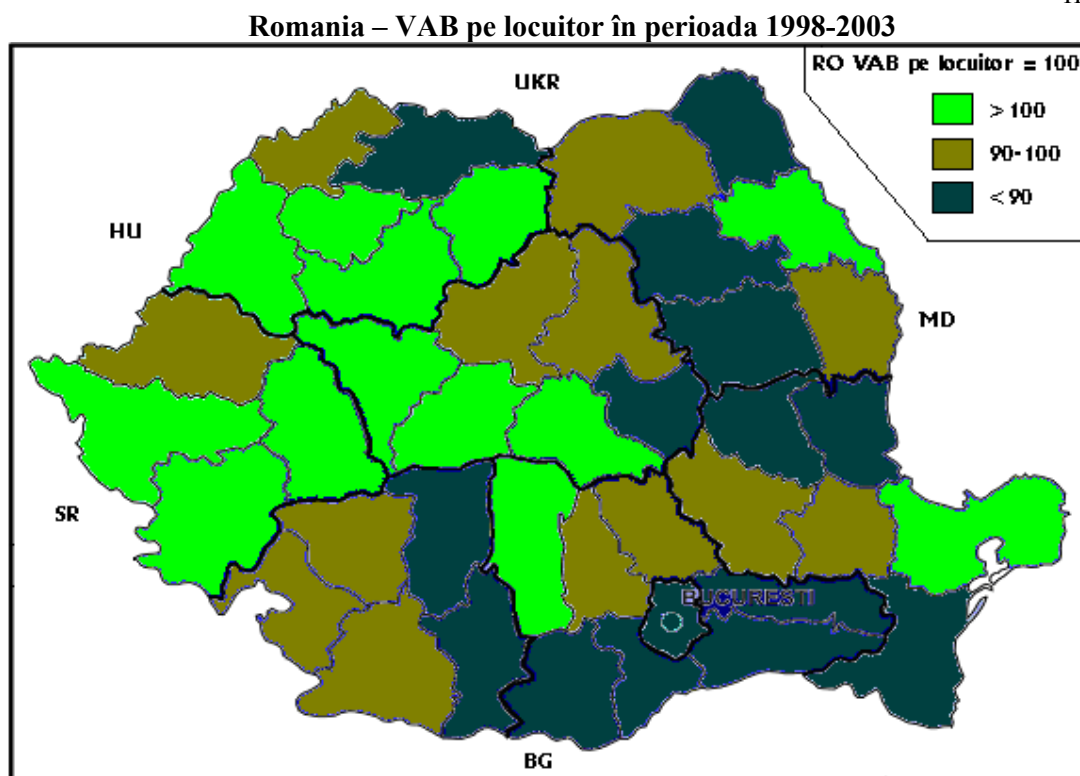 Romania – VAB pe locuitor în perioada 1998-2003
RO VAB pe locuitor = 100
> 100
90-100
< 90
UKR
HU
MD
SR
BUCURESTI
BG